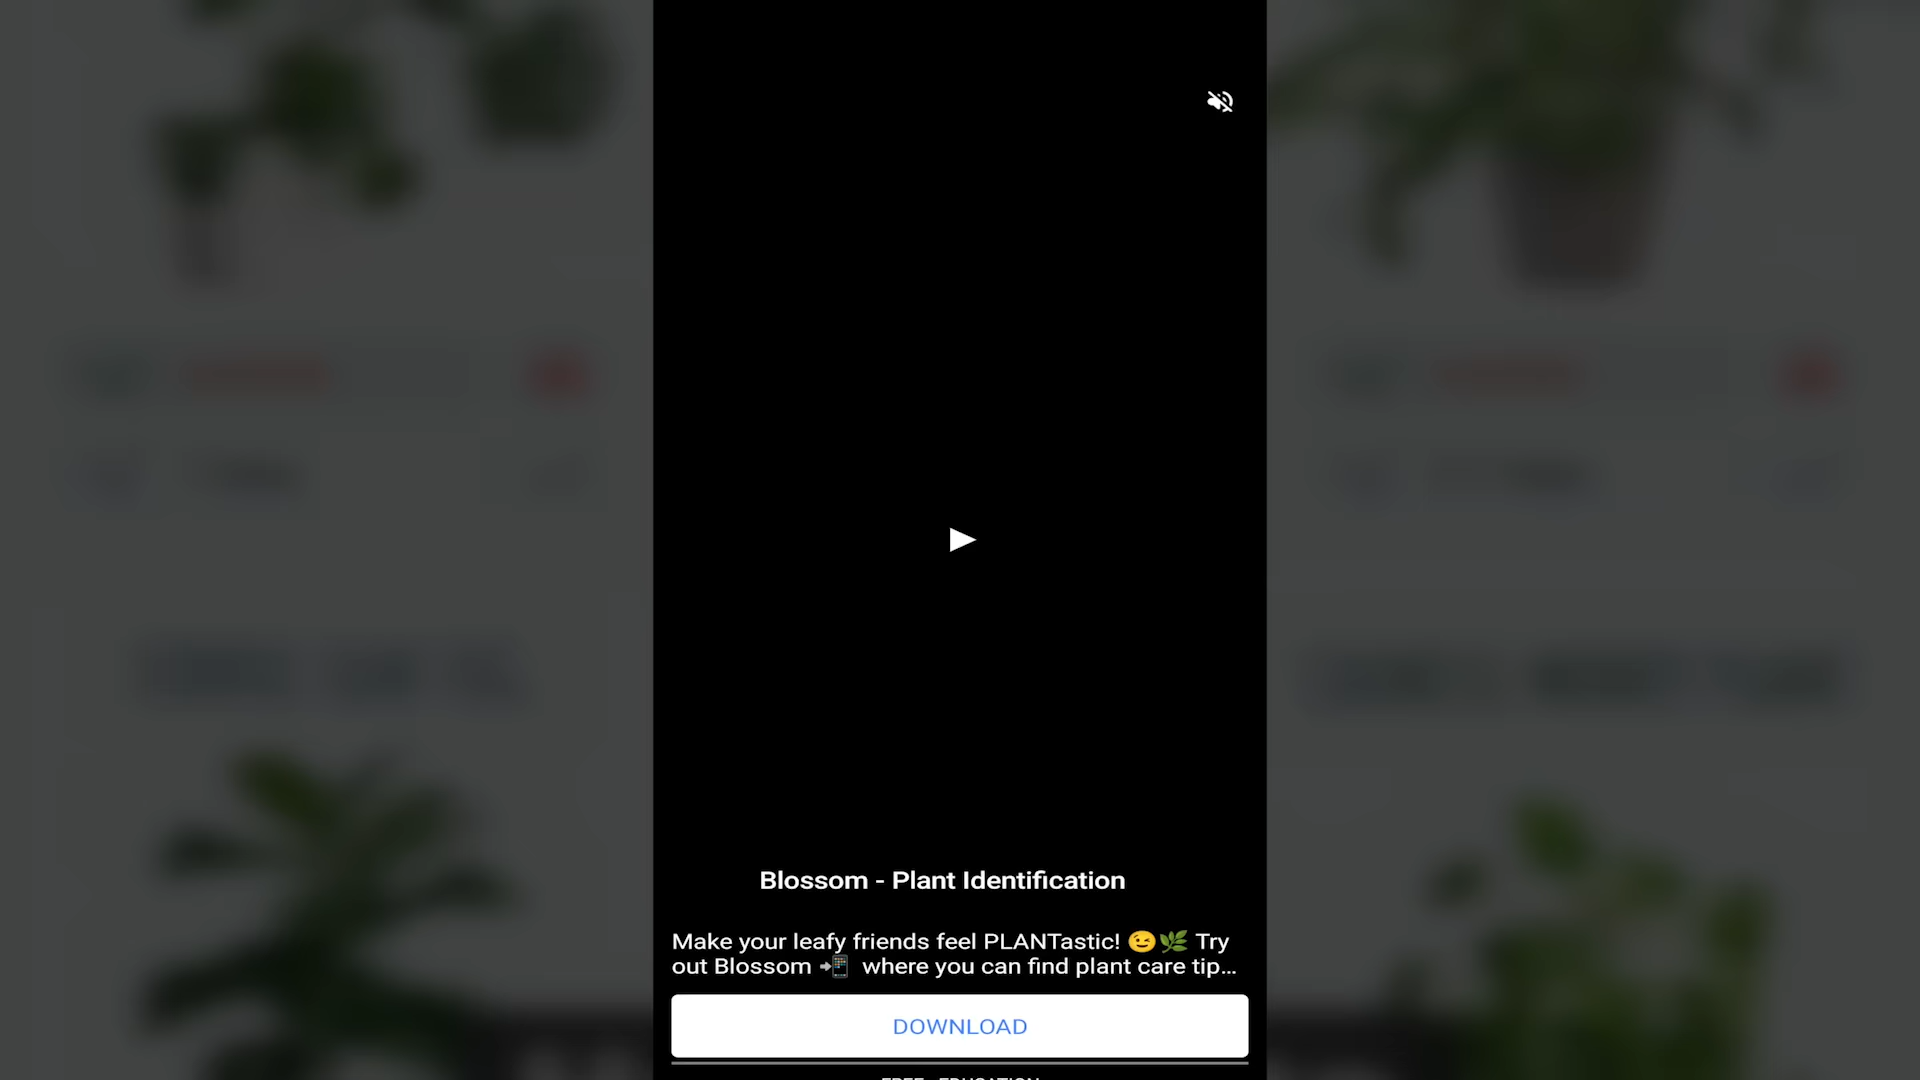 Blossom - Plant Identification
Make your leafy friends feel PLANTastic! 😉🌿 Try
out Blossom 📲 where you can find plant care tip...
DOWNLOAD